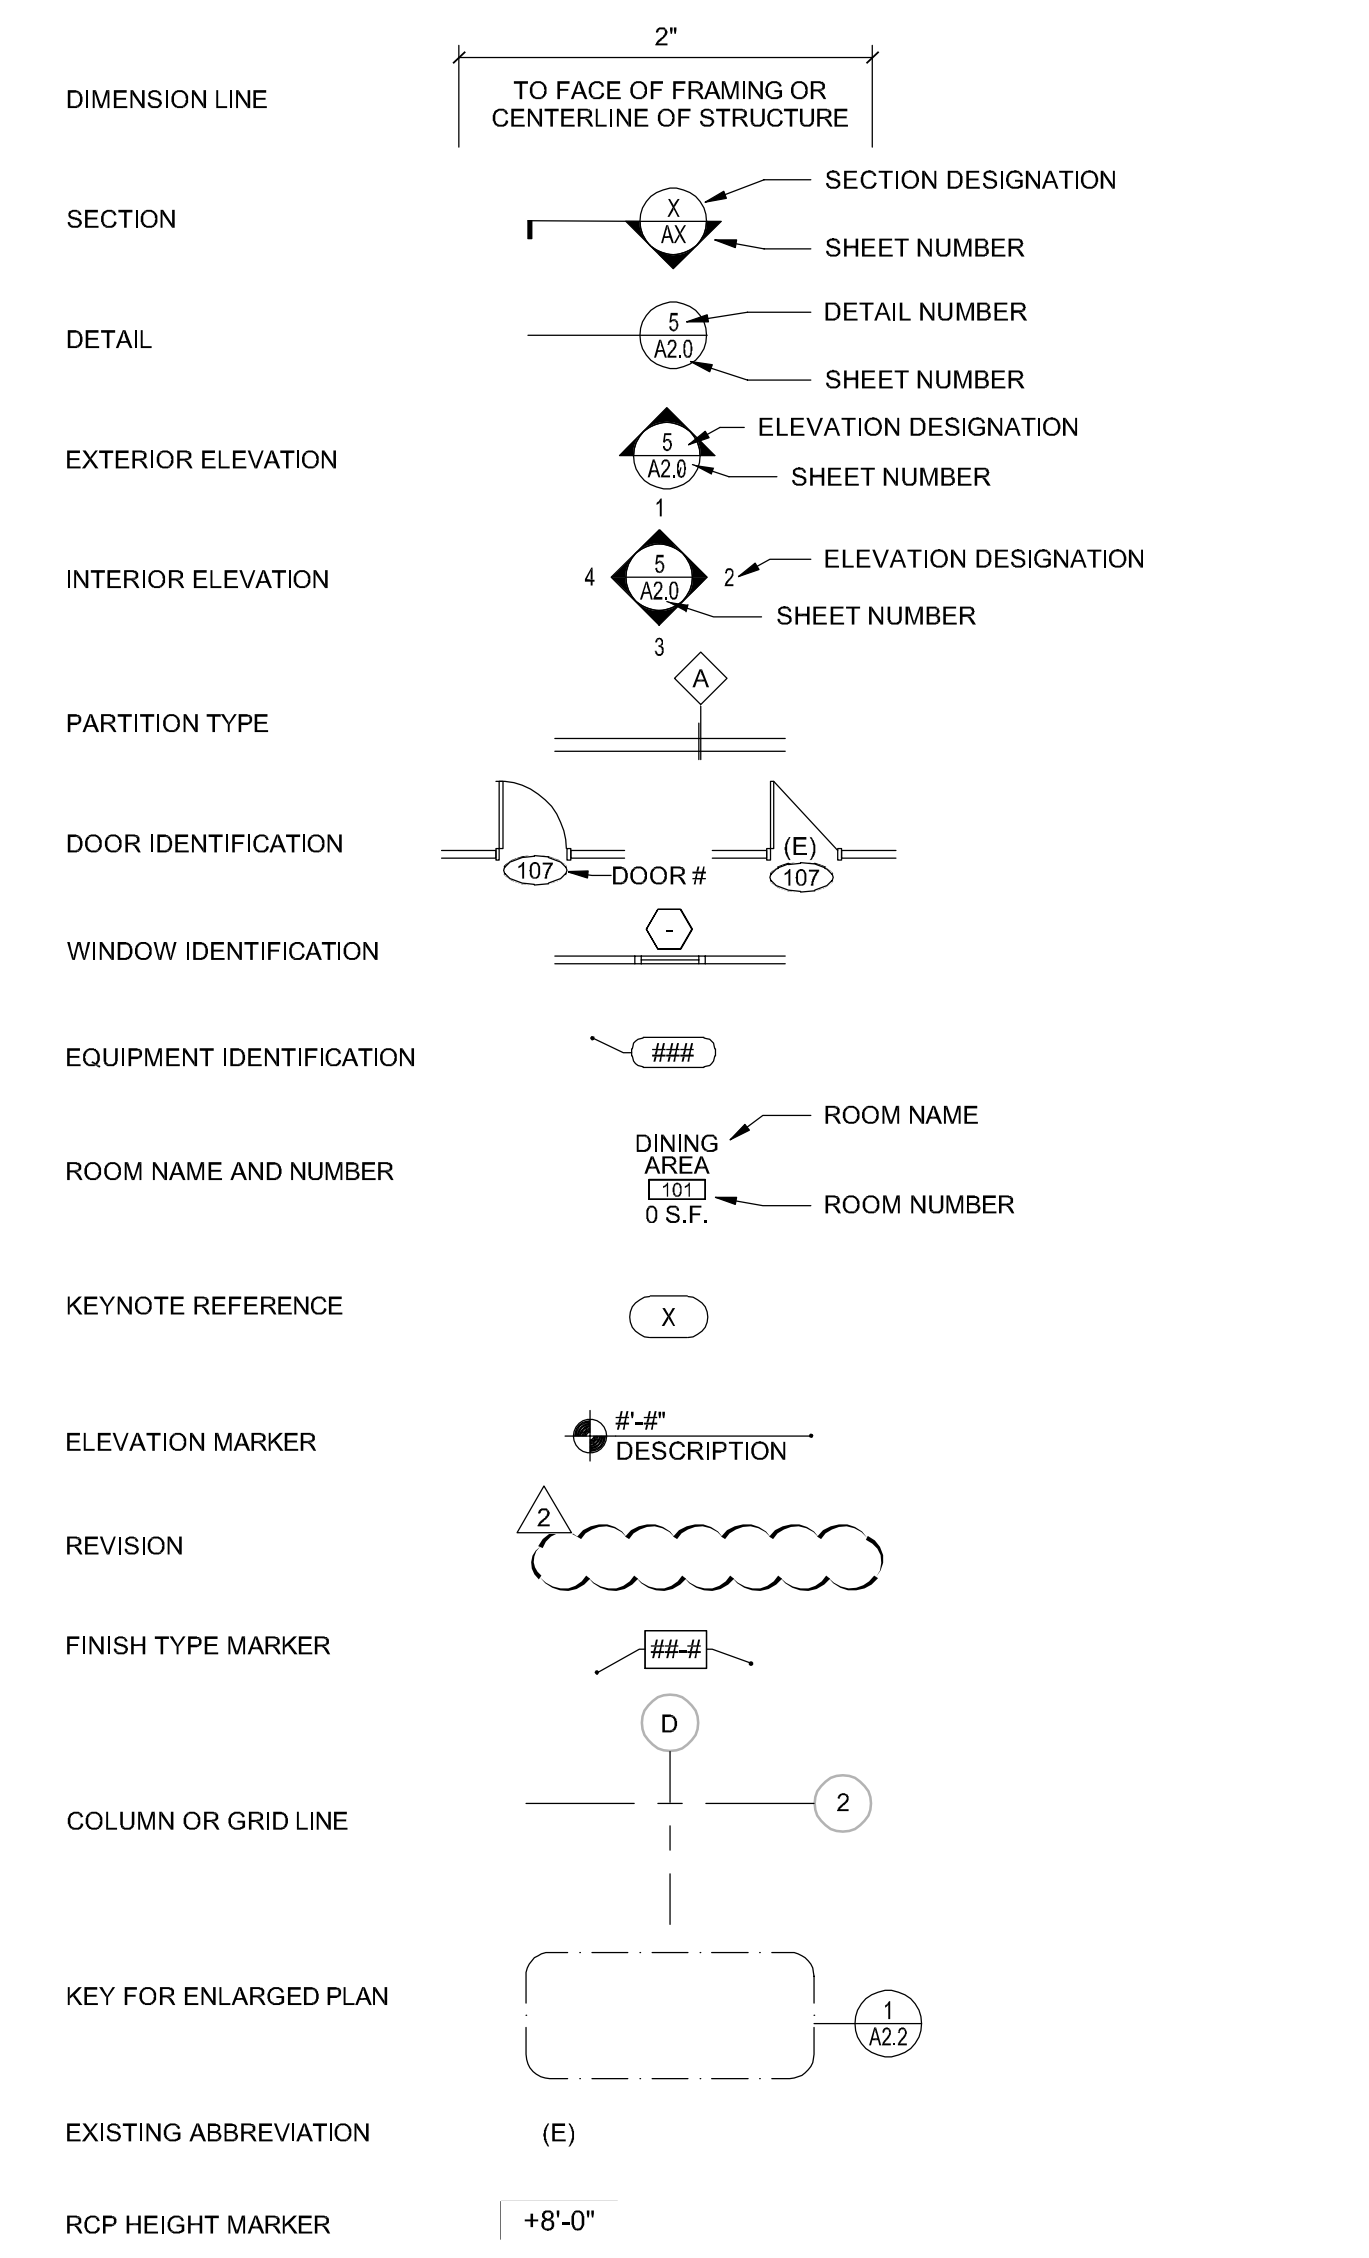 2"
DIMENSION LINE
TO FACE OF FRAMING OR
CENTERLINE OF STRUCTURE
SECTION
X
AX
SECTION DESIGNATION
SHEET NUMBER
DETAIL
5
A2.0
DETAIL NUMBER
SHEET NUMBER
EXTERIOR ELEVATION
5
A2.0
ELEVATION DESIGNATION
SHEET NUMBER
INTERIOR ELEVATION
1
4
5
A2.0
2
3
ELEVATION DESIGNATION
SHEET NUMBER
PARTITION TYPE
A
DOOR IDENTIFICATION
107
DOOR #
(E)
107
WINDOW IDENTIFICATION
-
EQUIPMENT IDENTIFICATION
###
ROOM NAME AND NUMBER
DINING
AREA
101
0 S.F.
ROOM NAME
ROOM NUMBER
KEYNOTE REFERENCE
X
ELEVATION MARKER
#'-#"
DESCRIPTION
REVISION
2
FINISH TYPE MARKER
##-#
COLUMN OR GRID LINE
D
2
KEY FOR ENLARGED PLAN
1
A2.2
EXISTING ABBREVIATION
(E)
RCP HEIGHT MARKER
+8'-0"